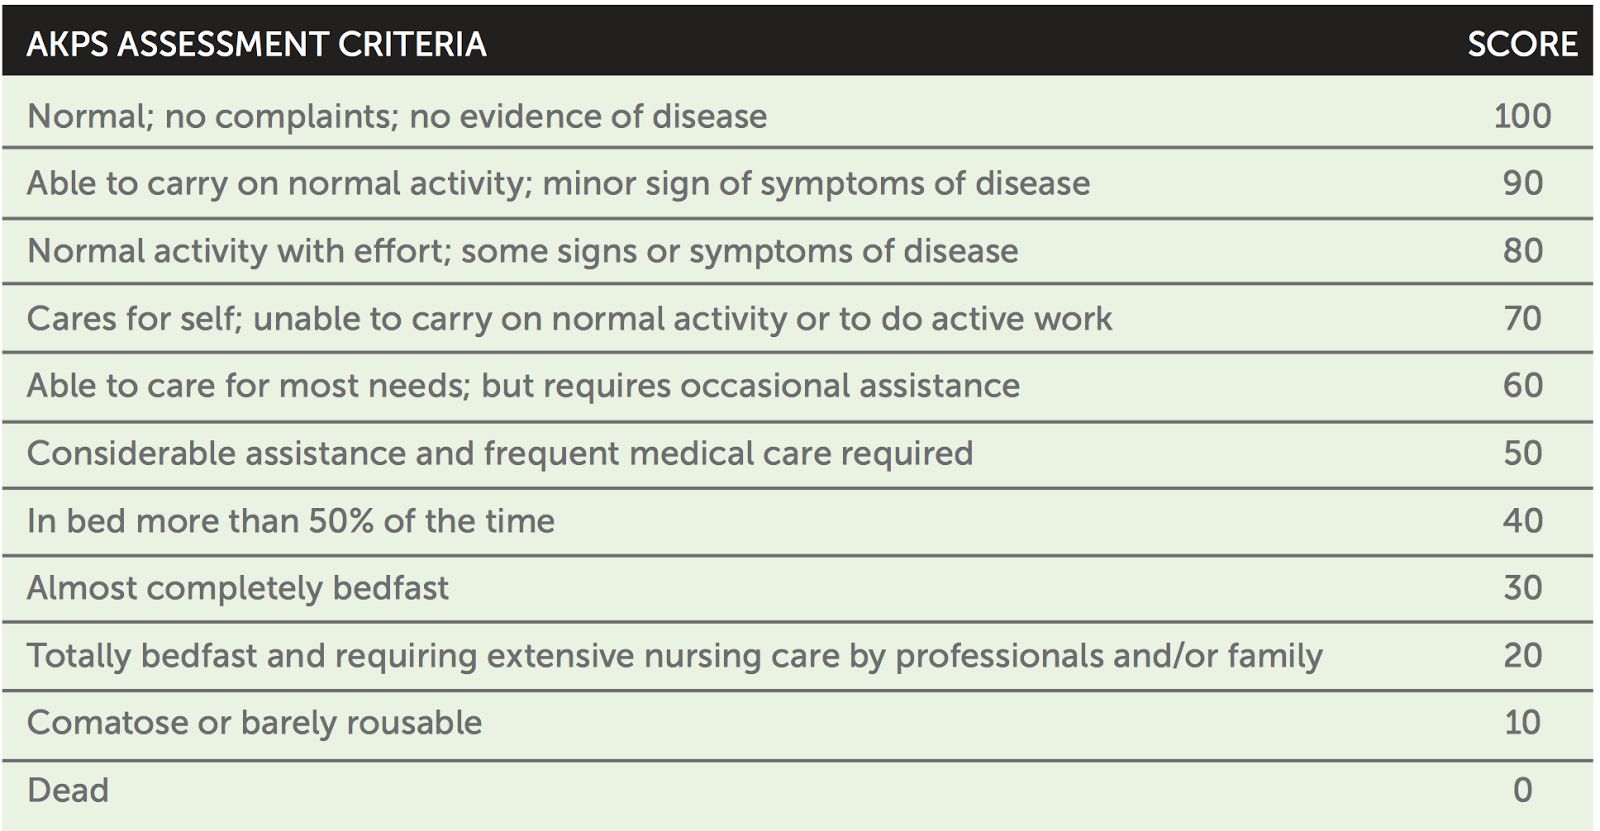 AKPS ASSESSMENT CRITERIA SCORE
Normal; no complaints; no evidence of disease 100
Able to carry on normal activity; minor sign of symptoms of disease 90
Normal activity with effort; some signs or symptoms of disease 80
Cares for self; unable to carry on normal activity or to do active work 70
Able to care for most needs; but requires occasional assistance 60
Considerable assistance and frequent medical care required 50
In bed more than 50% of the time 40
Almost completely bedfast 30
Totally bedfast and requiring extensive nursing care by professionals and/or family 20
Comatose or barely rousable 10
Dead 0